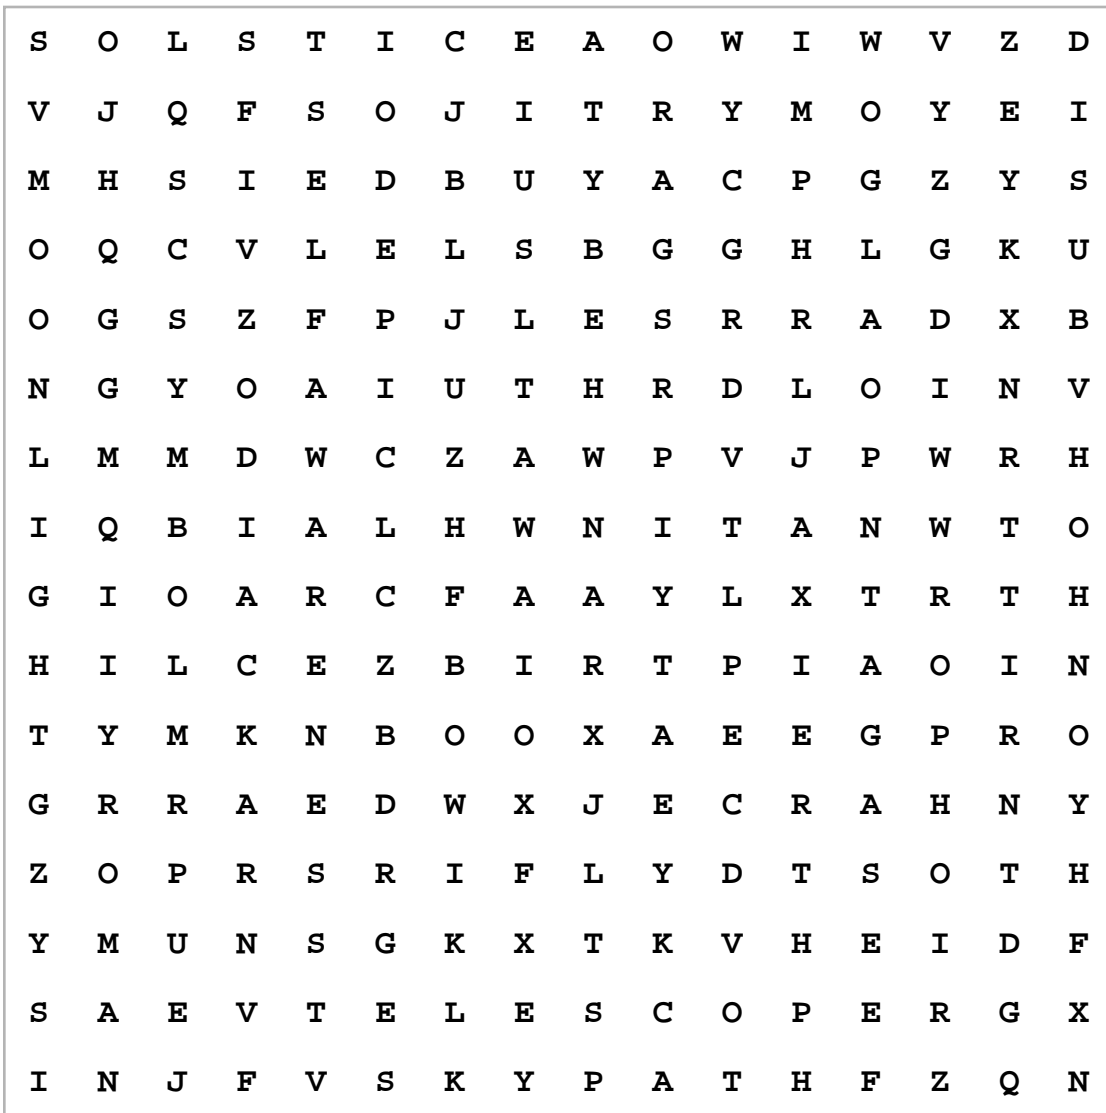 S O L S T I C E A O W I W V Z D
V J Q F S O J I T R Y M O Y E I
M H S I E D B U Y A C P G Z Y S
O Q C V L E L S B G G H L G K U
O G S Z F P J L E S R R A D X B
N G Y O A I U T H R D L O I N V
L M M D W C Z A W P V J P W R H
I Q B I A L H W N I T A N W T O
G I O A R C F A A Y L X T R T H
H I L C E Z B I R T P I A O I N
T Y M K N B O O X A E E G P R O
G R R A E D W X J E C R A H N Y
Z O P R S R I F L Y D T S O T H
Y M U N S G K X T K V H E I D F
S A E V T E L E S C O P E R G X
I N J F V S K Y P A T H F Z Q N